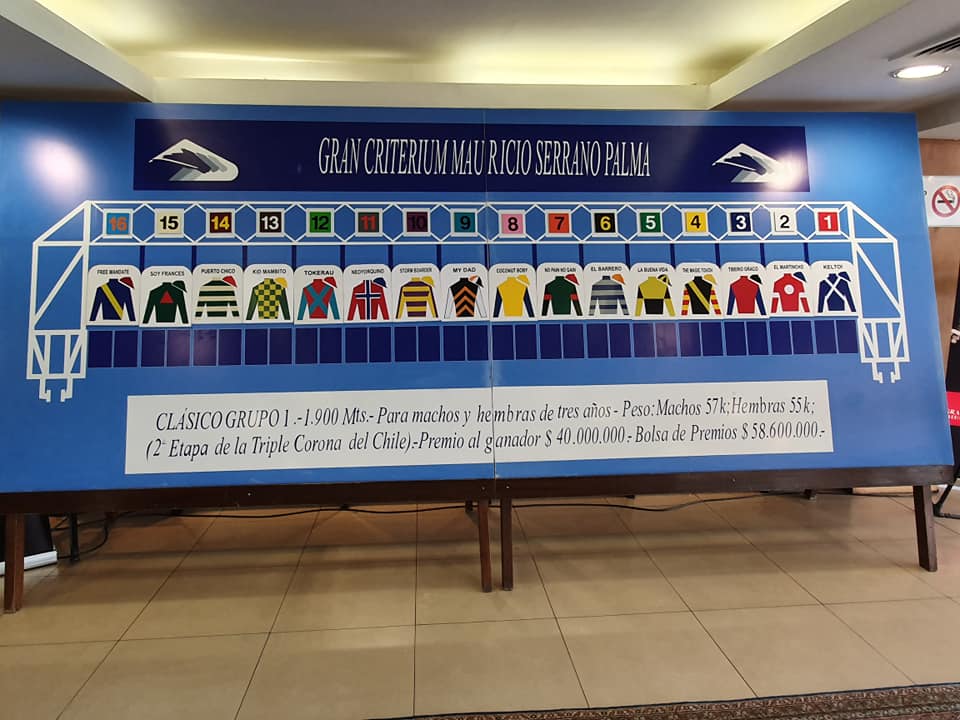 GRAN CRITERIUM MAURICIO SERRANO PALMA
16 15 14 13 12 11 10 9 8 7 6 5 4 3 2 1
FREE MANDATE SOY FRANCES PUERTO CHICO KID MAMBITO TOKERAU NEOYORQUINO STORM BOARDER MY DAD COCONUT BOBY NO PAIN NO GAIN EL BARRERO LA BUENA VIDA THE MAGIC TOUCH EL MARTINCHO KELTOI
CLÁSICO GRUPO 1 .-1.900 Mts.- Para machos y hembras de tres años - Peso: Machos 57k; Hembras 55k;
(2ª Etapa de la Triple Corona del Chile).-Premio al ganador $ 40.000.000.- Bolsa de Premios $ 58.600.000.-